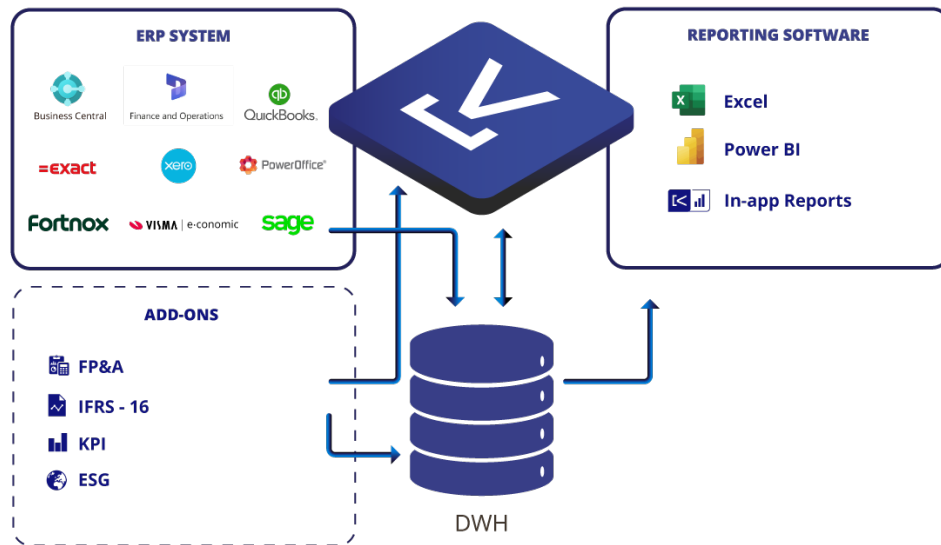 ERP SYSTEM
Business Central
Finance and Operations
qb
QuickBooks.
=exact
xero
PowerOffice®
Fortnox
VISMA | e-conomic
sage
ADD-ONS
FP&A
IFRS - 16
KPI
ESG
DWH
REPORTING SOFTWARE
X
Excel
Power BI
In-app Reports